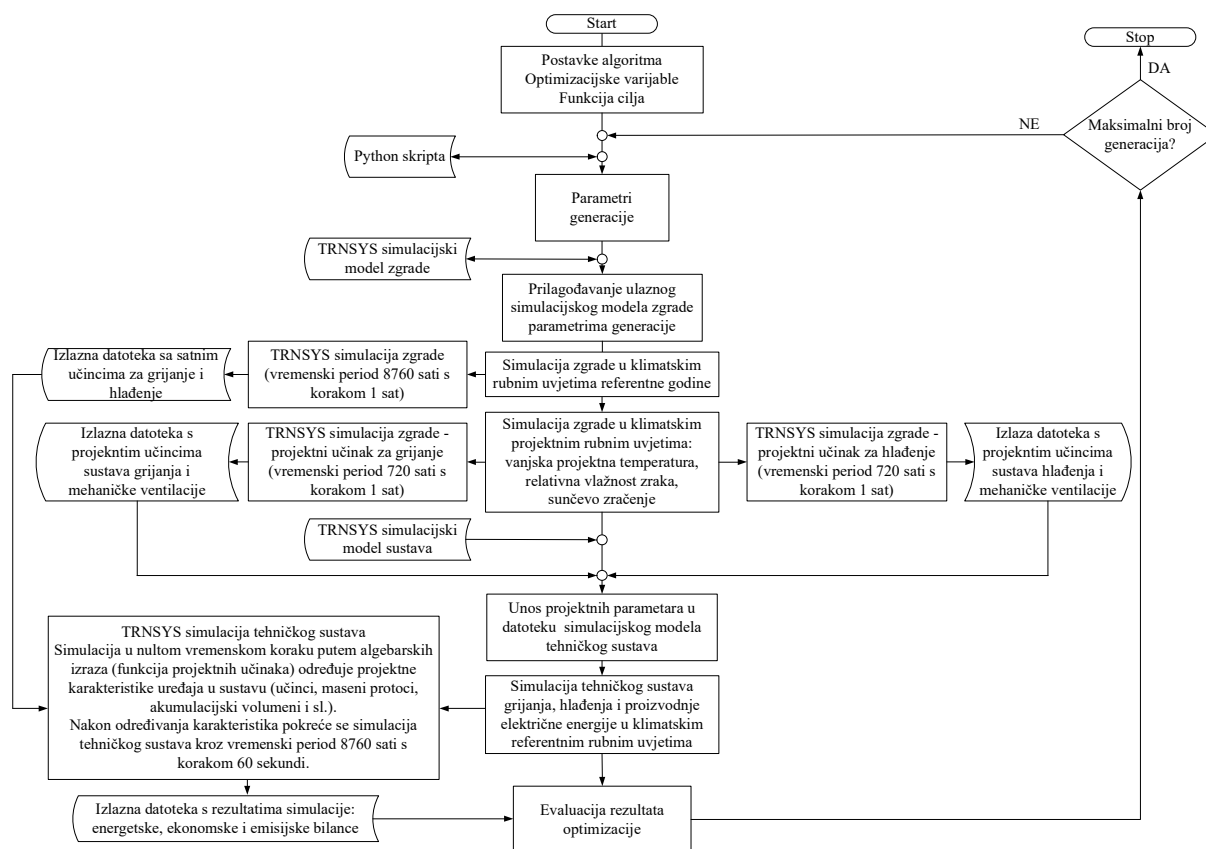 Start
Postavke algoritma
Optimizacijske varijable
Funkcija cilja
Stop
DA
Maksimalni broj
generacija?
NE
Python skripta
Parametri
generacije
TRNSYS simulacijski
model zgrade
Prilagođavanje ulaznog
simulacijskog modela zgrade
parametrima generacije
Izlazna datoteka sa satnim
učincima za grijanje i
hlađenje
TRNSYS simulacija zgrade
(vremenski period 8760 sati s
korakom 1 sat)
Simulacija zgrade u klimatskim
rubnim uvjetima referentne godine
Izlazna datoteka s
projekntim učincima
sustava grijanja i
mehaničke ventilacije
TRNSYS simulacija zgrade -
projektni učinak za grijanje
(vremenski period 720 sati s
korakom 1 sat)
Simulacija zgrade u klimatskim
projektnim rubnim uvjetima:
vanjska projektna temperatura,
relativna vlažnost zraka,
sunčevo zračenje
TRNSYS simulacija zgrade -
projektni učinak za hlađenje
(vremenski period 720 sati s
korakom 1 sat)
Izlaza datoteka s
projekntim učincima
sustava hlađenja i
mehaničke ventilacije
TRNSYS simulacijski
model sustava
Unos projektnih parametara u
datoteku simulacijskog modela
tehničkog sustava
TRNSYS simulacija tehničkog sustava
Simulacija u nultom vremenskom koraku putem algebarskih
izraza (funkcija projektnih učinaka) određuje projektne
karakteristike uređaja u sustavu (učinci, maseni protoci,
akumulacijski volumeni i sl.).
Nakon određivanja karakteristika pokreće se simulacija
tehničkog sustava kroz vremenski period 8760 sati s
korakom 60 sekundi.
Simulacija tehničkog sustava
grijanja, hlađenja i proizvodnje
električne energije u klimatskim
referentnim rubnim uvjetima
Izlazna datoteka s rezultatima simulacije:
energetske, ekonomske i emisijske bilance
Evaluacija rezultata
optimizacije